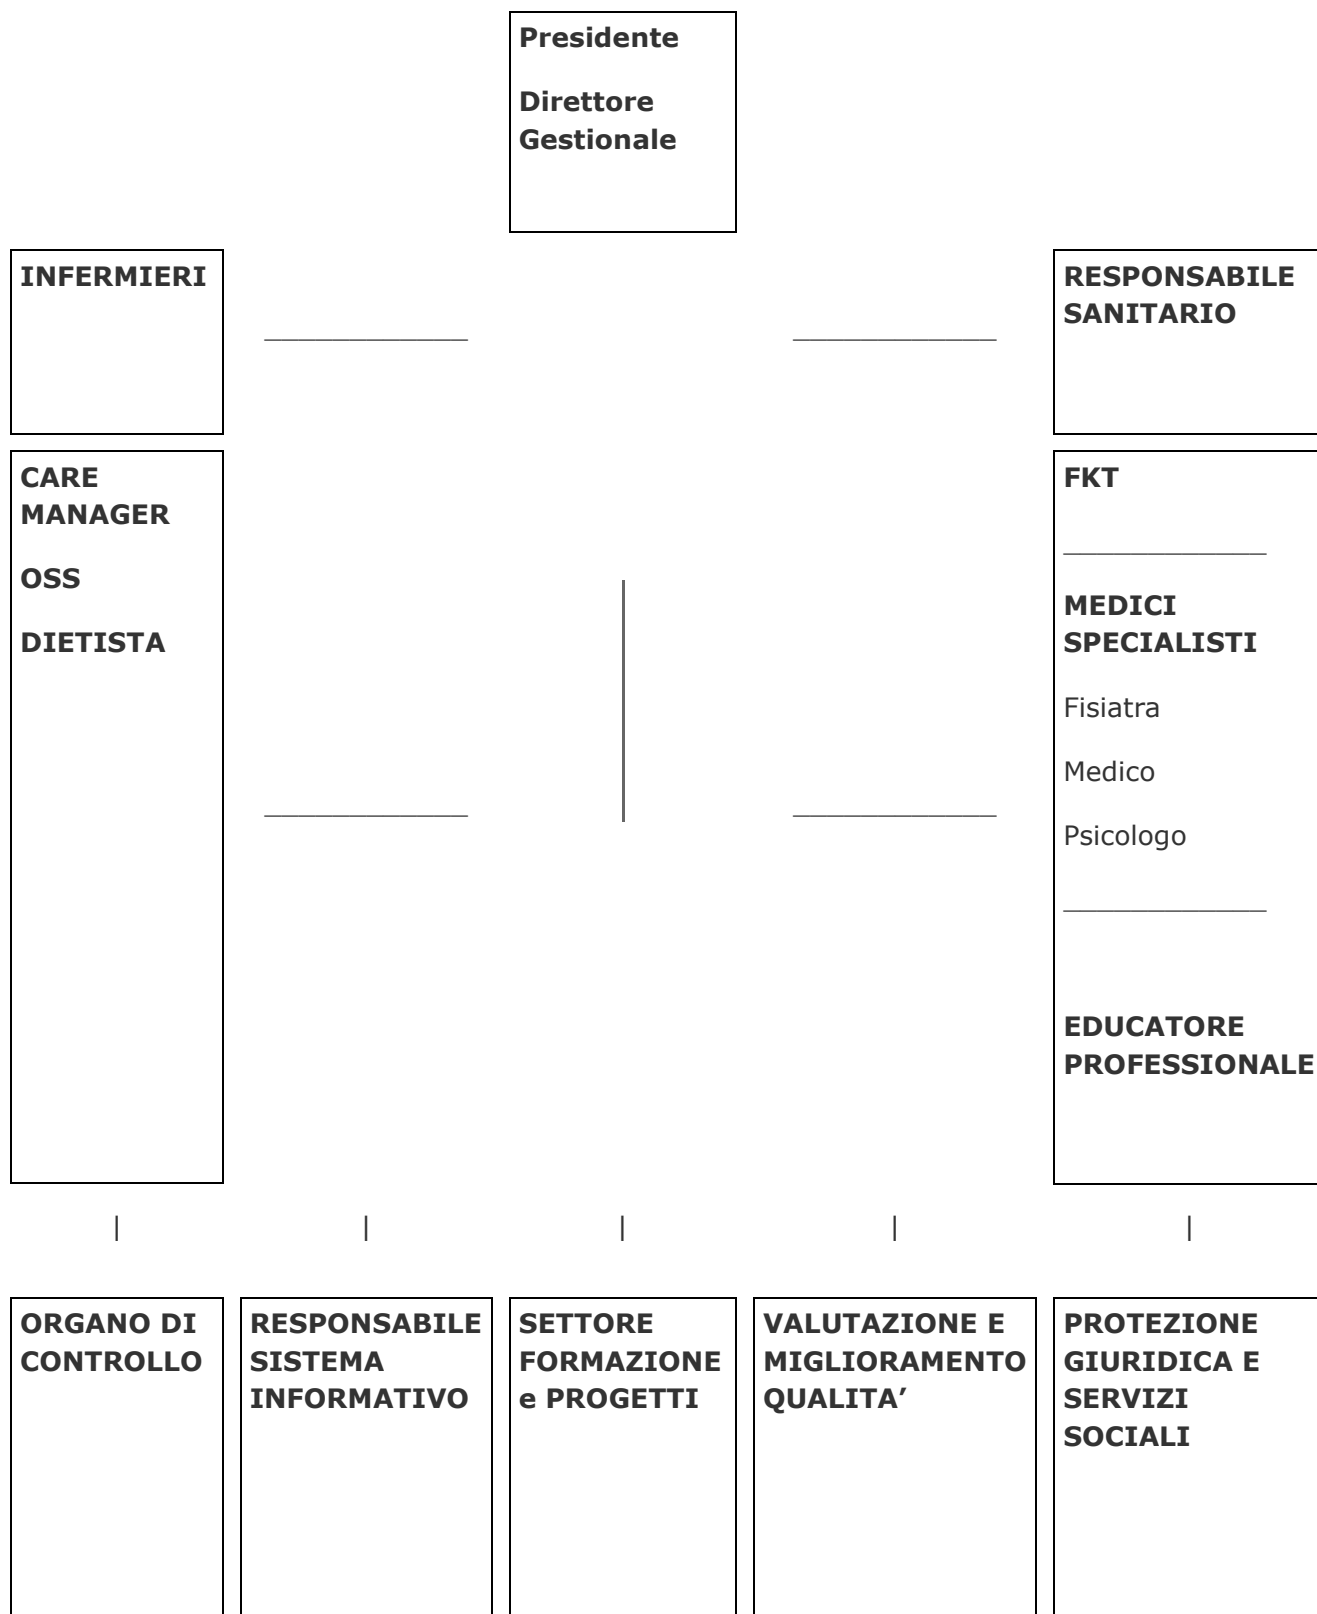 Presidente
Direttore
Gestionale
INFERMIERI
RESPONSABILE
SANITARIO
CARE
MANAGER
OSS
DIETISTA
FKT
MEDICI
SPECIALISTI
Fisiatra
Medico
Psicologo
EDUCATORE
PROFESSIONALE
ORGANO DI
CONTROLLO
RESPONSABILE
SISTEMA
INFORMATIVO
SETTORE
FORMAZIONE
e PROGETTI
VALUTAZIONE E
MIGLIORAMENTO
QUALITA’
PROTEZIONE
GIURIDICA E
SERVIZI
SOCIALI